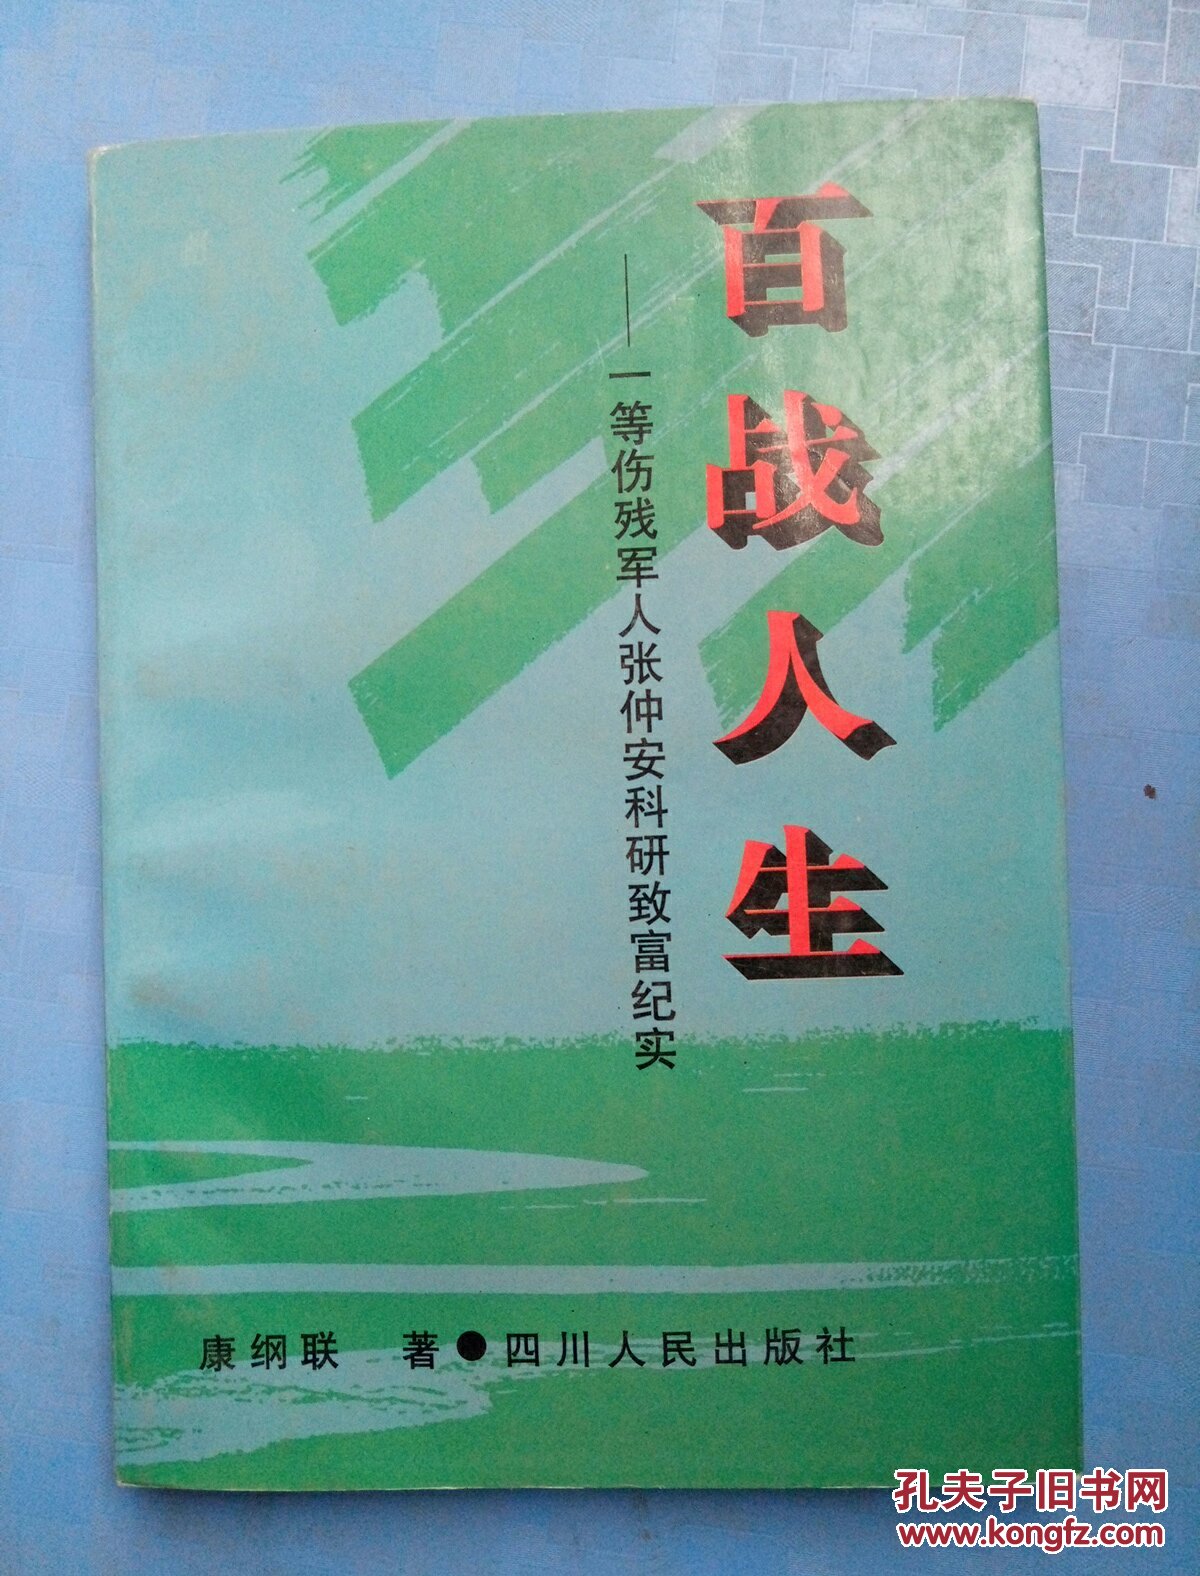 百战人生
——一等伤残军人张仲安科研致富纪实
康纲联 著●四川人民出版社
孔夫子旧书网
www.kongfz.com